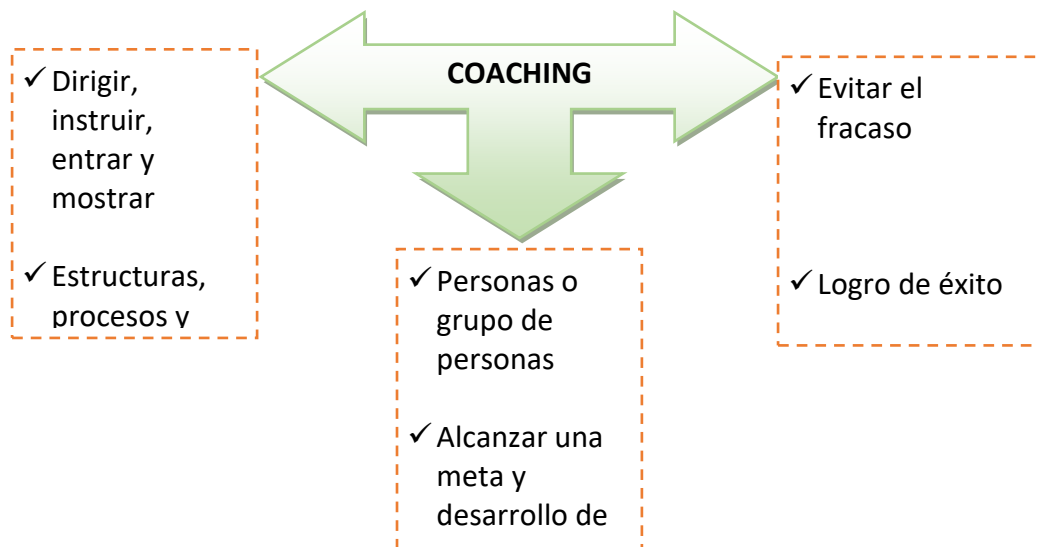 COACHING
✓ Dirigir,
instruir,
entrar y
mostrar
✓ Estructuras,
procesos y
✓ Personas o
grupo de
personas
✓ Alcanzar una
meta y
desarrollo de
✓ Evitar el
fracaso
✓ Logro de éxito